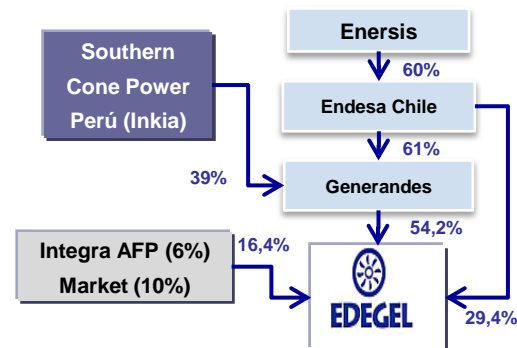 Southern
Cone Power
Perú (Inkia)
Enersis
60%
Endesa Chile
61%
39%
Generandes
54,2%
Integra AFP (6%)
Market (10%)
16,4%
EDEGEL
29,4%